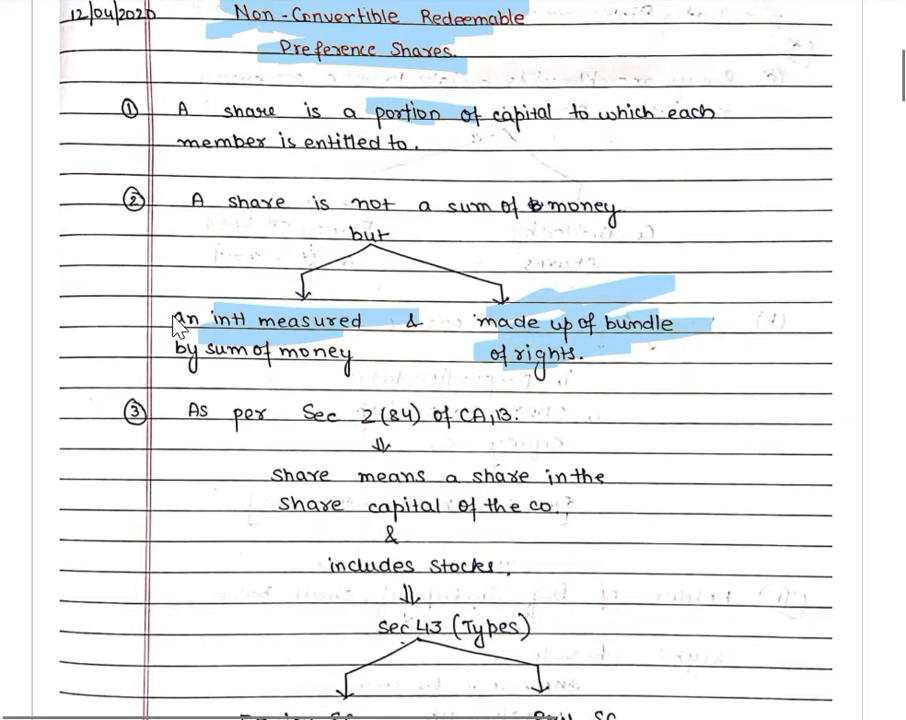 12/04/2020
Non-Convertible Redeemable
Preference Shares.
① A share is a portion of capital to which each
member is entitled to.
② A share is not a sum of money
but
an intt measured & made up of bundle
by sum of money of rights.
③ As per Sec 2(84) of CA,13.
⇓
Share means a share in the
share capital of the co.;
&
includes stocks.
⇓
Sec 43 (Types)